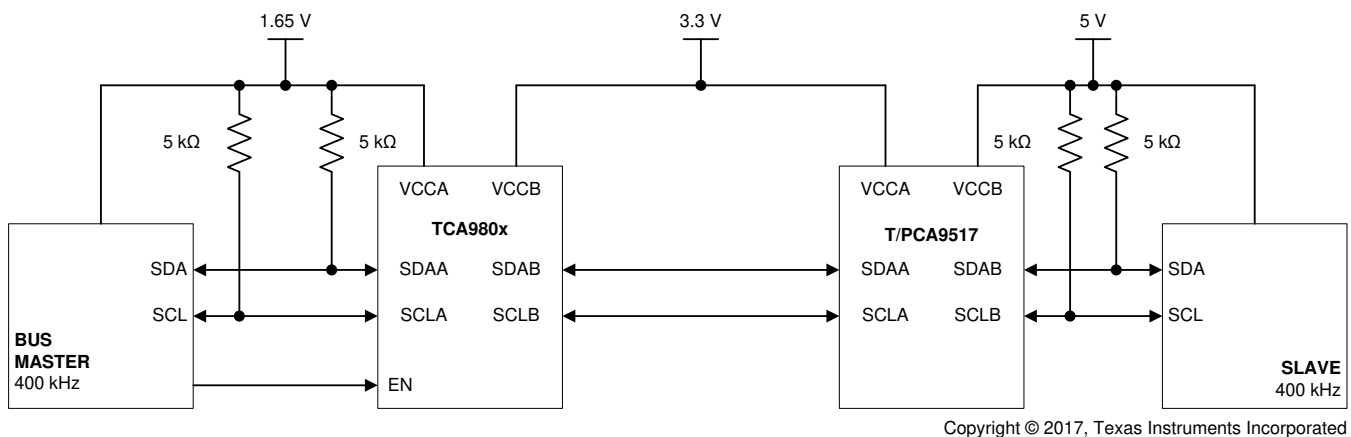 1.65 V
3.3 V
5 V
5 kΩ
5 kΩ
5 kΩ
5 kΩ
VCCA VCCB
VCCA VCCB
TCA980x
T/PCA9517
SDA
SDAA SDAB
SDAA SDAB
SDA
SCL
SCLA SCLB
SCLA SCLB
SCL
BUS
MASTER
400 kHz
EN
SLAVE
400 kHz
Copyright © 2017, Texas Instruments Incorporated